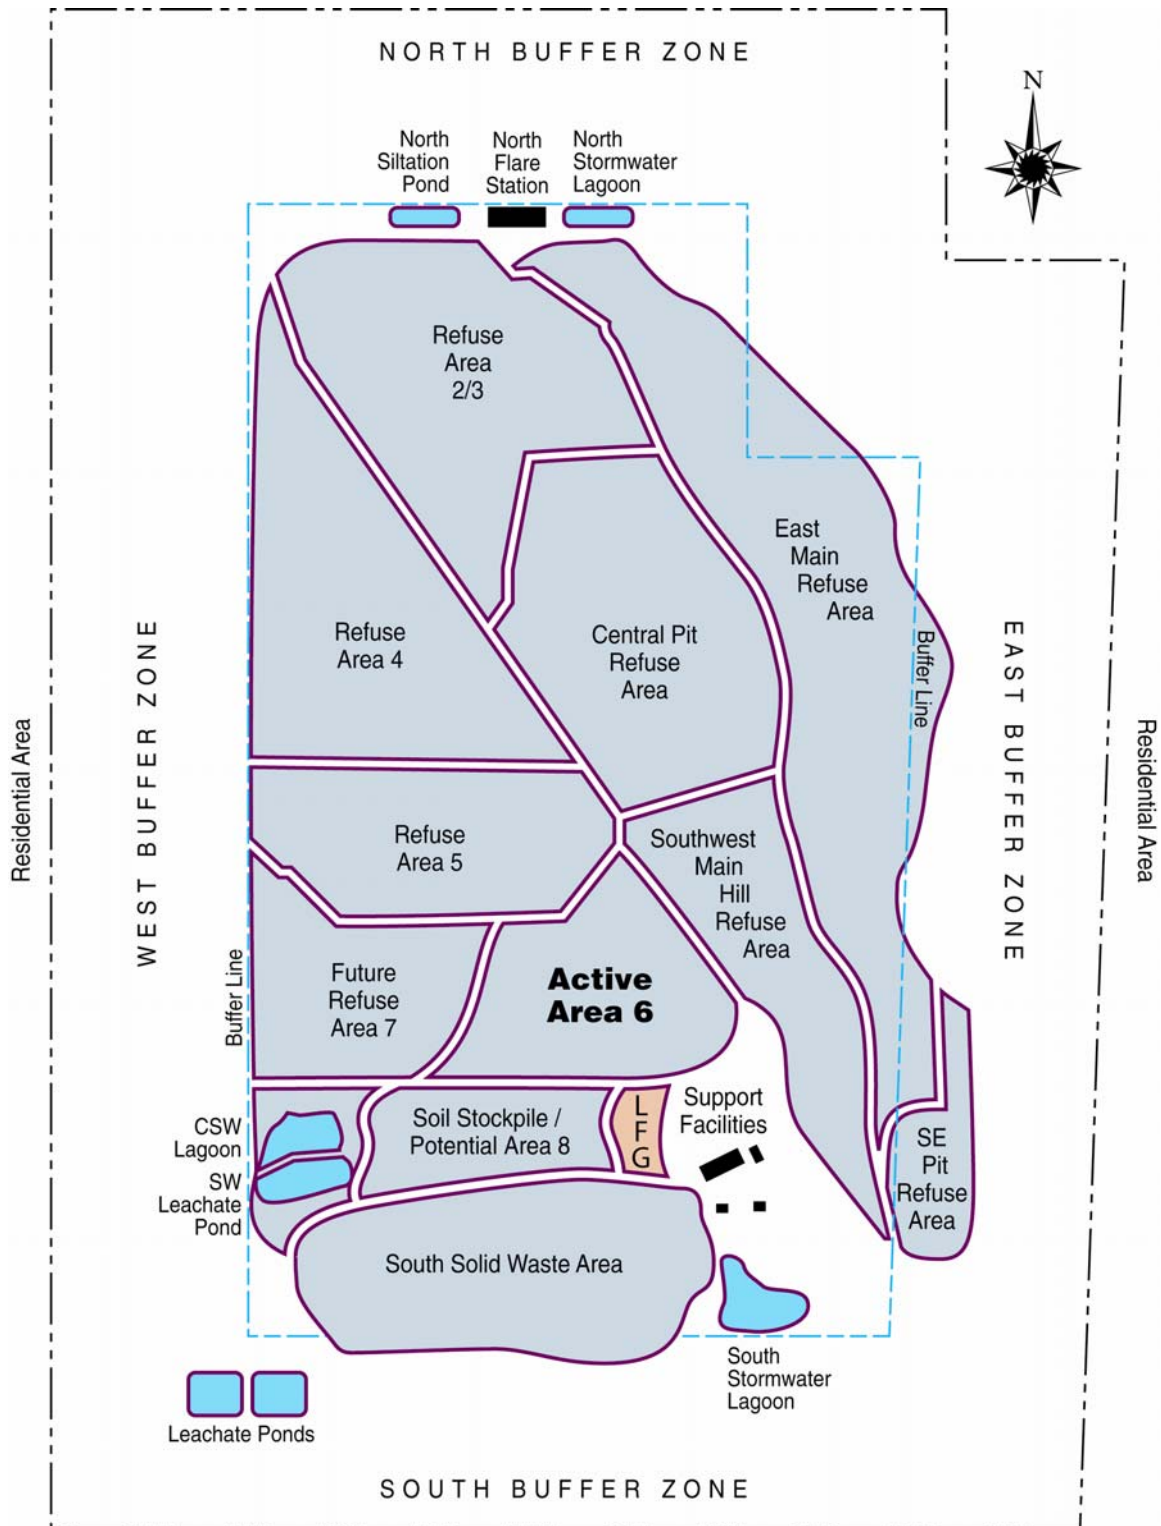 NORTH BUFFER ZONE
N
North
Siltation
Pond
North
Flare
Station
North
Stormwater
Lagoon
Refuse
Area
2/3
East
Main
Refuse
Area
Refuse
Area 4
Central Pit
Refuse
Area
Buffer Line
WEST BUFFER ZONE
EAST BUFFER ZONE
Residential Area
Residential Area
Refuse
Area 5
Southwest
Main
Hill
Refuse
Area
Buffer Line
Future
Refuse
Area 7
Active
Area 6
CSW
Lagoon
SW
Leachate
Pond
Soil Stockpile /
Potential Area 8
L
F
G
Support
Facilities
SE
Pit
Refuse
Area
South Solid Waste Area
South
Stormwater
Lagoon
Leachate Ponds
SOUTH BUFFER ZONE